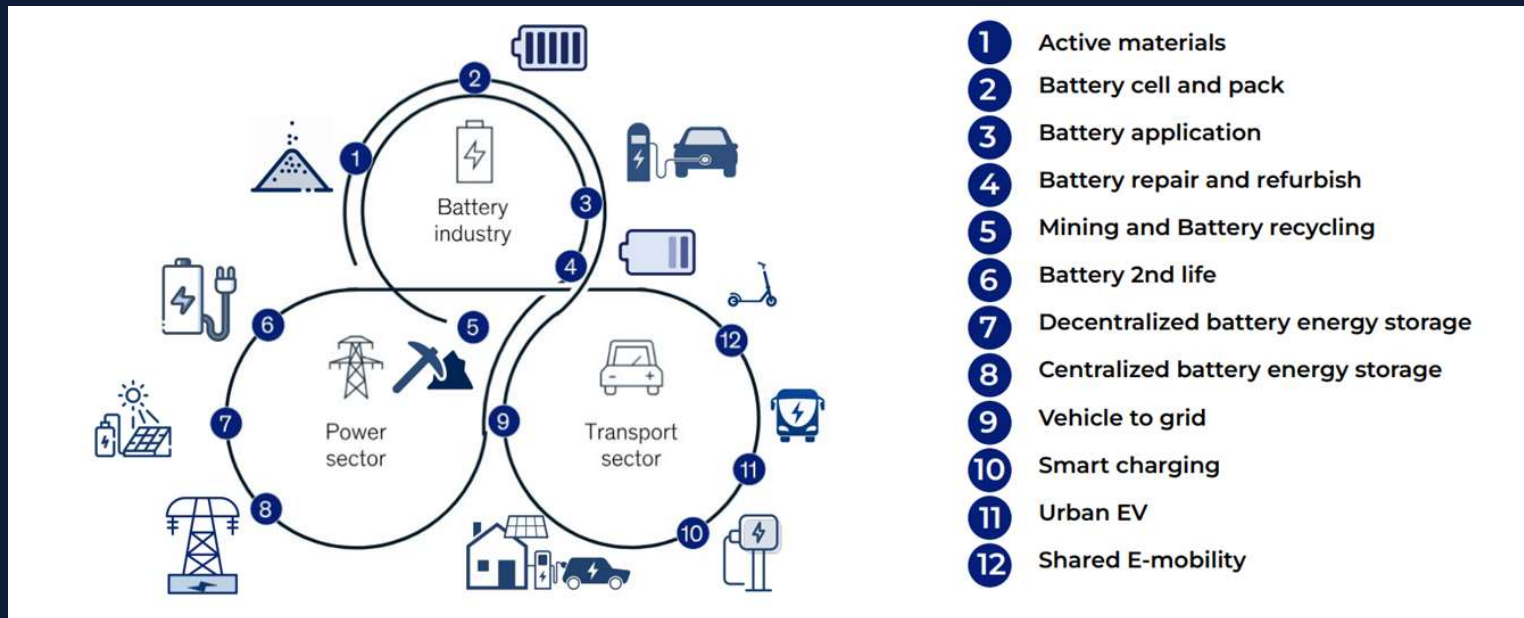 2
1
Battery
industry
3
4
6
5
12
7
Power
sector
9
Transport
sector
11
8
10
1 Active materials
2 Battery cell and pack
3 Battery application
4 Battery repair and refurbish
5 Mining and Battery recycling
6 Battery 2nd life
7 Decentralized battery energy storage
8 Centralized battery energy storage
9 Vehicle to grid
10 Smart charging
11 Urban EV
12 Shared E-mobility